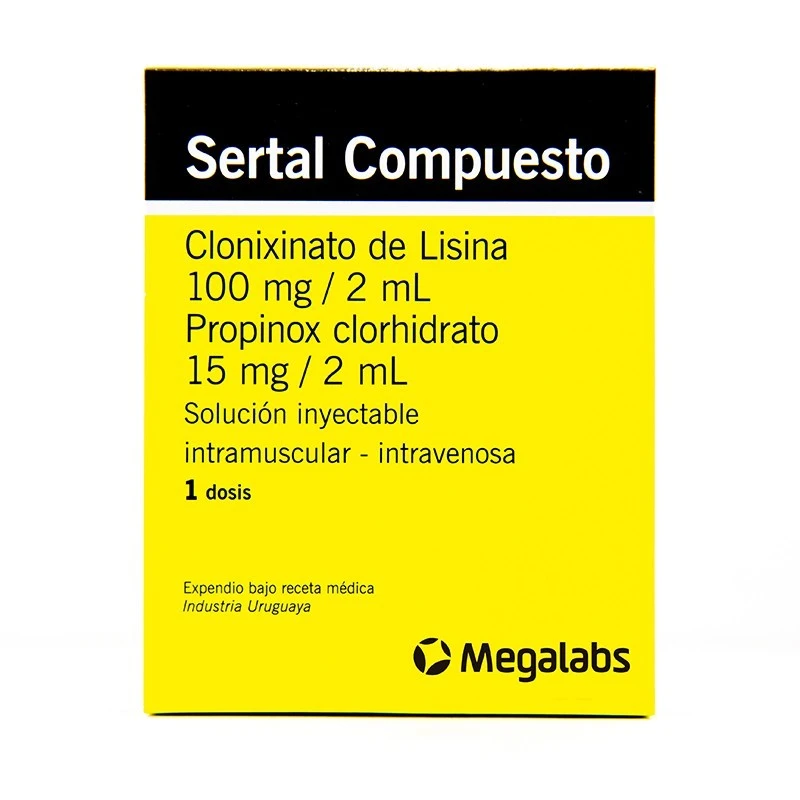 Sertal Compuesto
Clonixinato de Lisina
100 mg / 2 mL
Propinox clorhidrato
15 mg / 2 mL
Solución inyectable
intramuscular - intravenosa
1 dosis
Expendio bajo receta médica
Industria Uruguaya
Megalabs